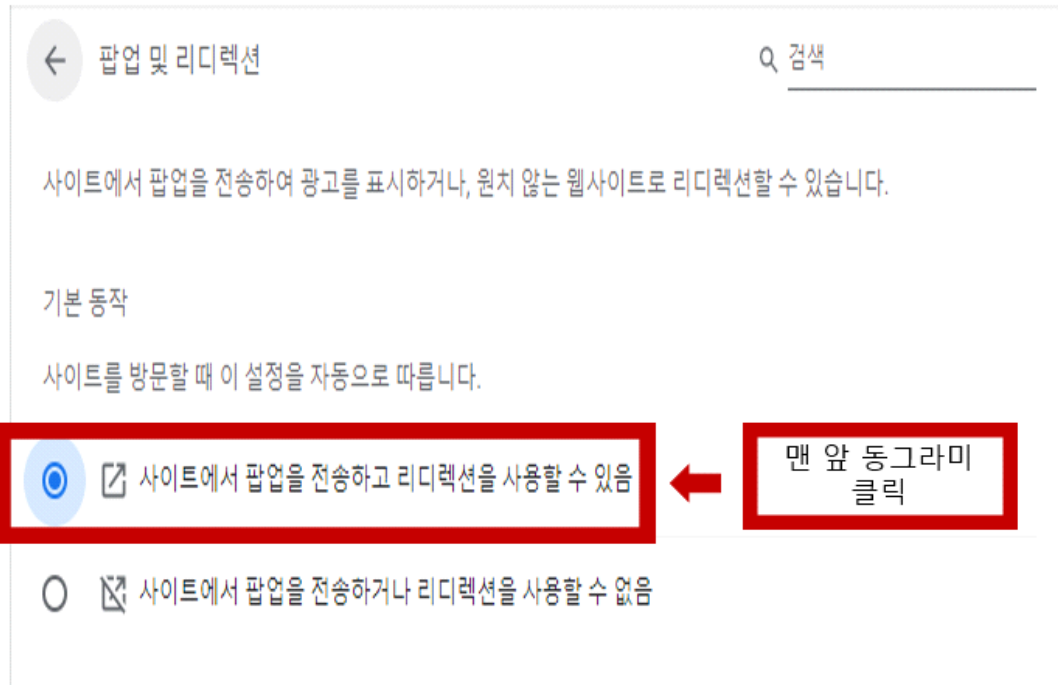 팝업 및 리디렉션
검색
사이트에서 팝업을 전송하여 광고를 표시하거나, 원치 않는 웹사이트로 리디렉션할 수 있습니다.
기본 동작
사이트를 방문할 때 이 설정을 자동으로 따릅니다.
사이트에서 팝업을 전송하고 리디렉션을 사용할 수 있음
맨 앞 동그라미
클릭
사이트에서 팝업을 전송하거나 리디렉션을 사용할 수 없음